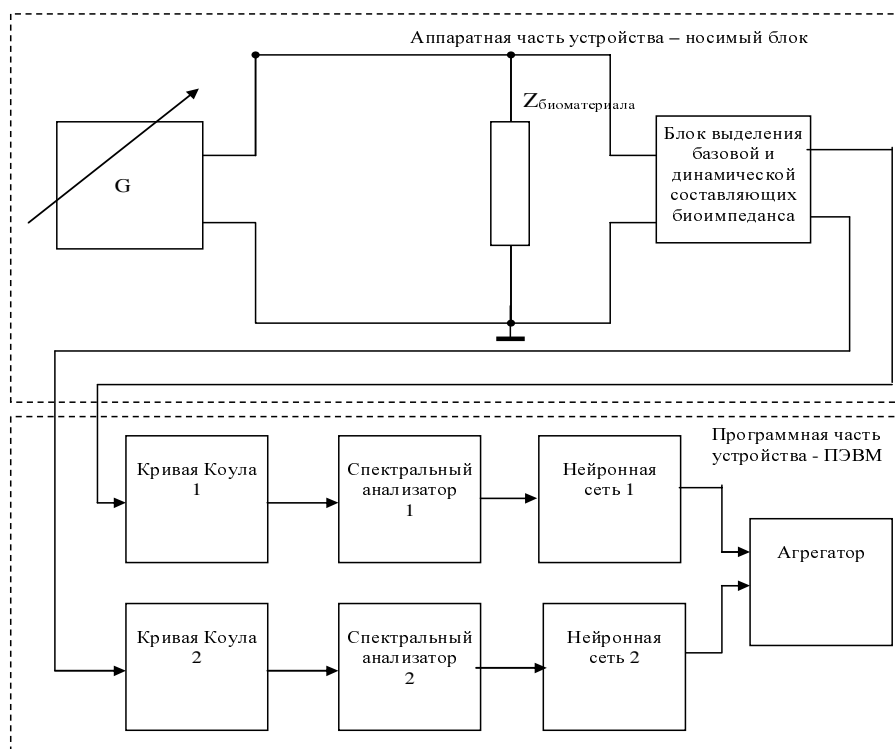 Аппаратная часть устройства – носимый блок
Zбиоматериала
G
Блок выделения
базовой и
динамической
составляющих
биоимпеданса
Программная часть
устройства - ПЭВМ
Кривая Коула
1
Спектральный
анализатор
1
Нейронная
сеть 1
Агрегатор
Кривая Коула
2
Спектральный
анализатор
2
Нейронная
сеть 2